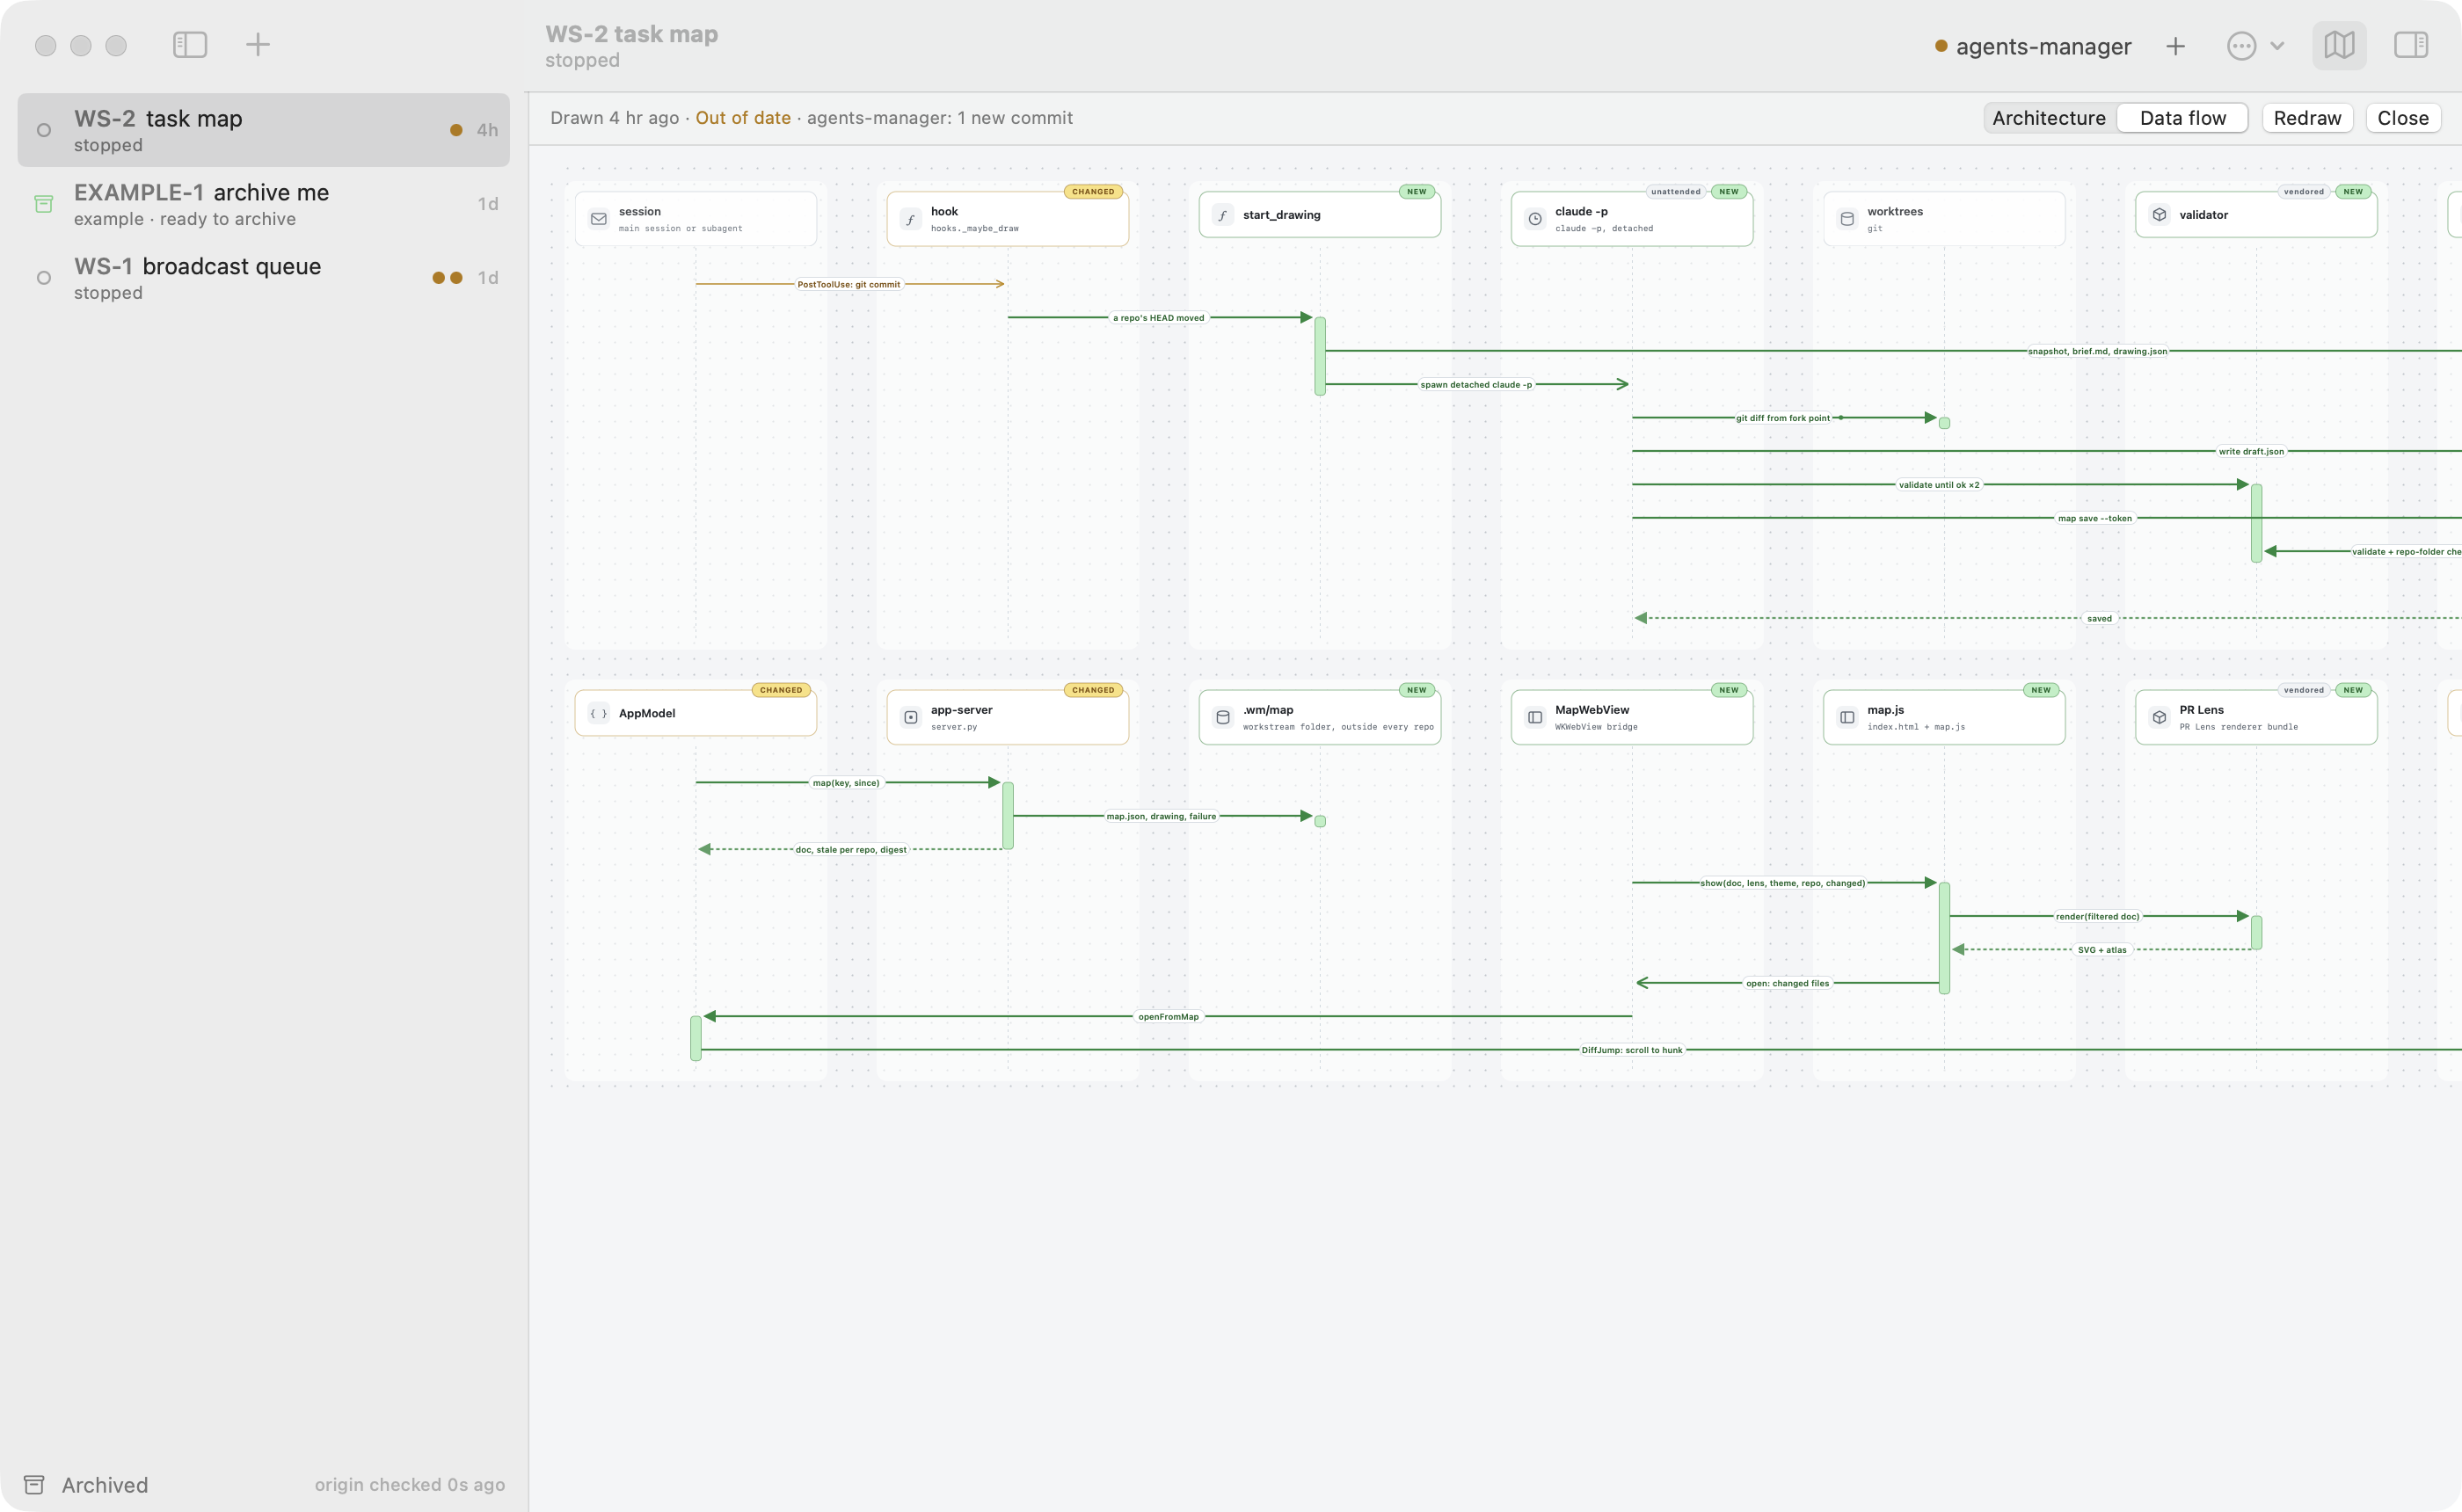 WS-2 task map
stopped
agents-manager
WS-2 task map
stopped
4h
EXAMPLE-1 archive me
example · ready to archive
1d
WS-1 broadcast queue
stopped
1d
Archived
origin checked 0s ago
Drawn 4 hr ago · Out of date · agents-manager: 1 new commit
Architecture
Data flow
Redraw
Close
session
main session or subagent
CHANGED
hook
hooks._maybe_draw
NEW
start_drawing
unattended
NEW
claude -p
claude -p, detached
worktrees
git
vendored
NEW
validator
PostToolUse: git commit
a repo's HEAD moved
snapshot, brief.md, drawing.json
spawn detached claude -p
git diff from fork point
write draft.json
validate until ok ×2
map save --token
validate + repo-folder che
saved
CHANGED
AppModel
CHANGED
app-server
server.py
NEW
.wm/map
workstream folder, outside every repo
NEW
MapWebView
WKWebView bridge
NEW
map.js
index.html + map.js
vendored
NEW
PR Lens
PR Lens renderer bundle
map(key, since)
map.json, drawing, failure
doc, stale per repo, digest
show(doc, lens, theme, repo, changed)
render(filtered doc)
SVG + atlas
open: changed files
openFromMap
DiffJump: scroll to hunk